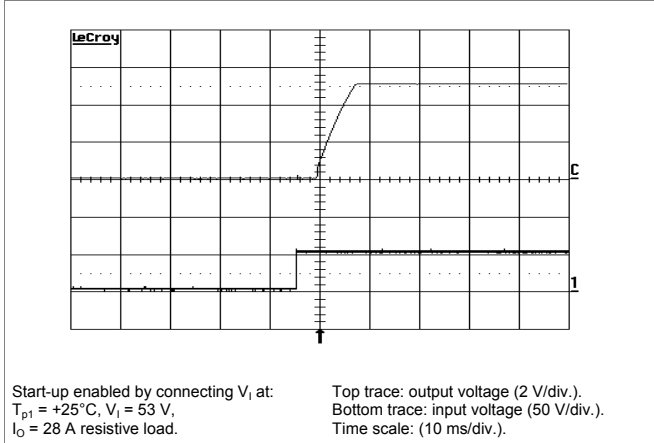 LeCroy
C
1
Start-up enabled by connecting VI at:
Tp1 = +25°C, VI = 53 V,
IO = 28 A resistive load.
Top trace: output voltage (2 V/div.).
Bottom trace: input voltage (50 V/div.).
Time scale: (10 ms/div.).